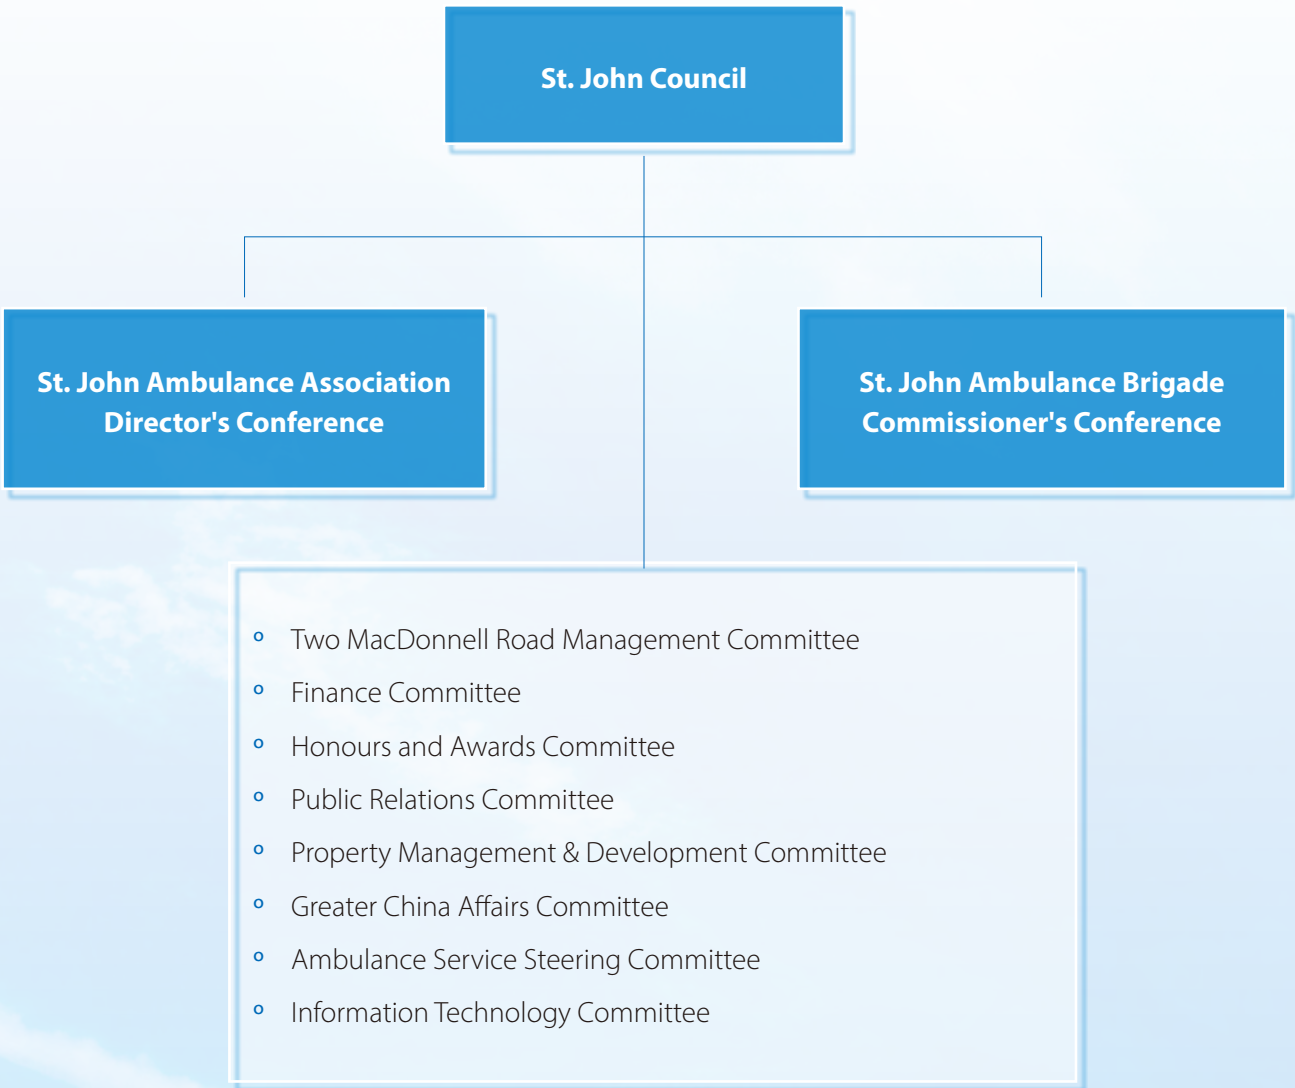 St. John Council
St. John Ambulance Association
Director's Conference
St. John Ambulance Brigade
Commissioner's Conference
o Two MacDonnell Road Management Committee
o Finance Committee
o Honours and Awards Committee
o Public Relations Committee
o Property Management & Development Committee
o Greater China Affairs Committee
o Ambulance Service Steering Committee
o Information Technology Committee